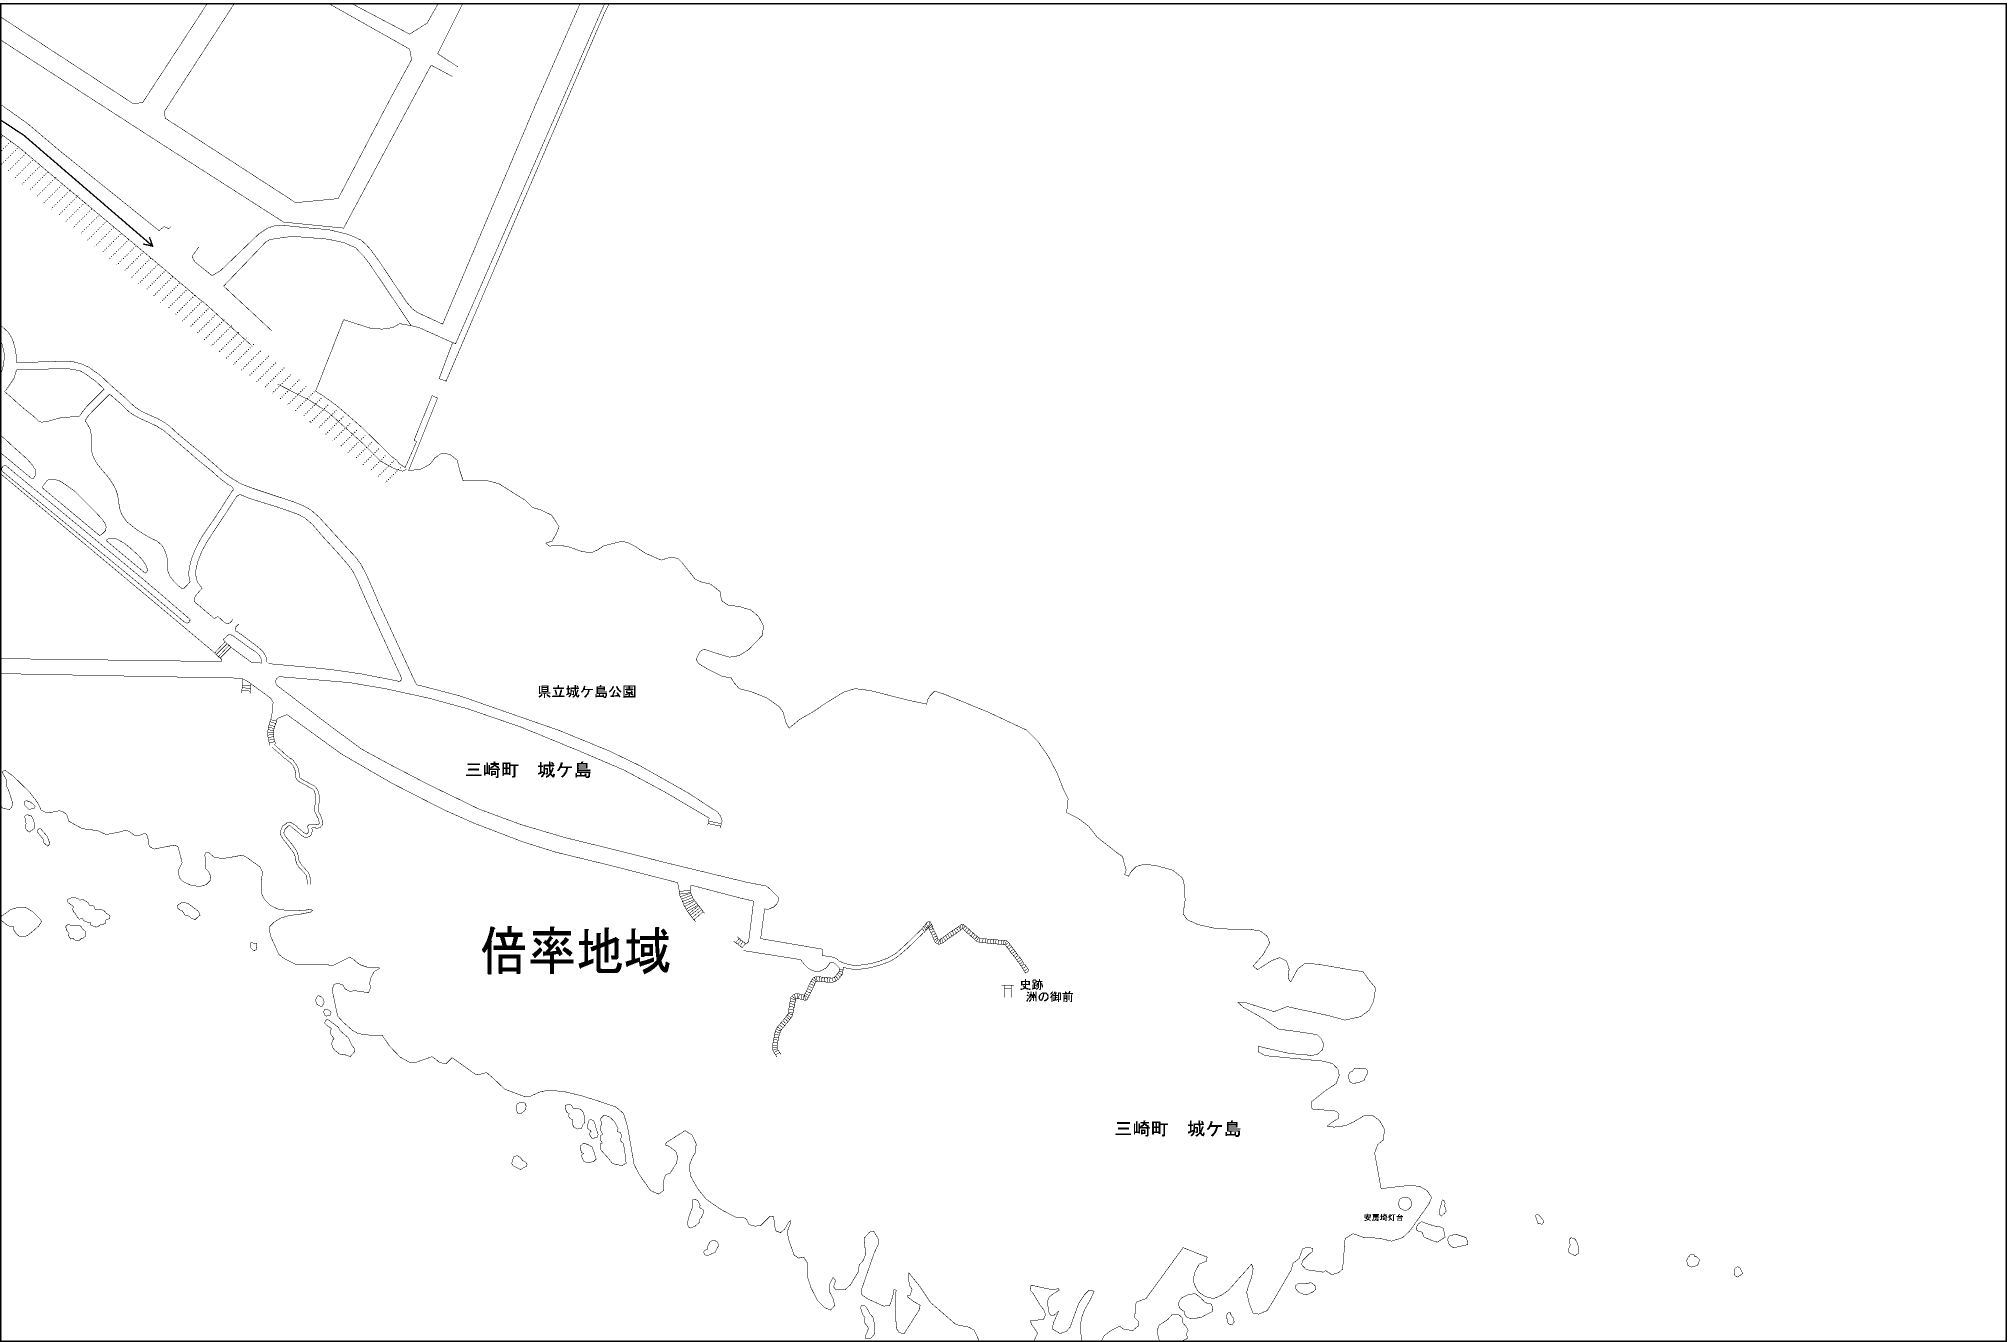 県立城ケ島公園
三崎町　城ケ島
倍率地域
史跡
洲の御前
三崎町　城ケ島
安房埼灯台